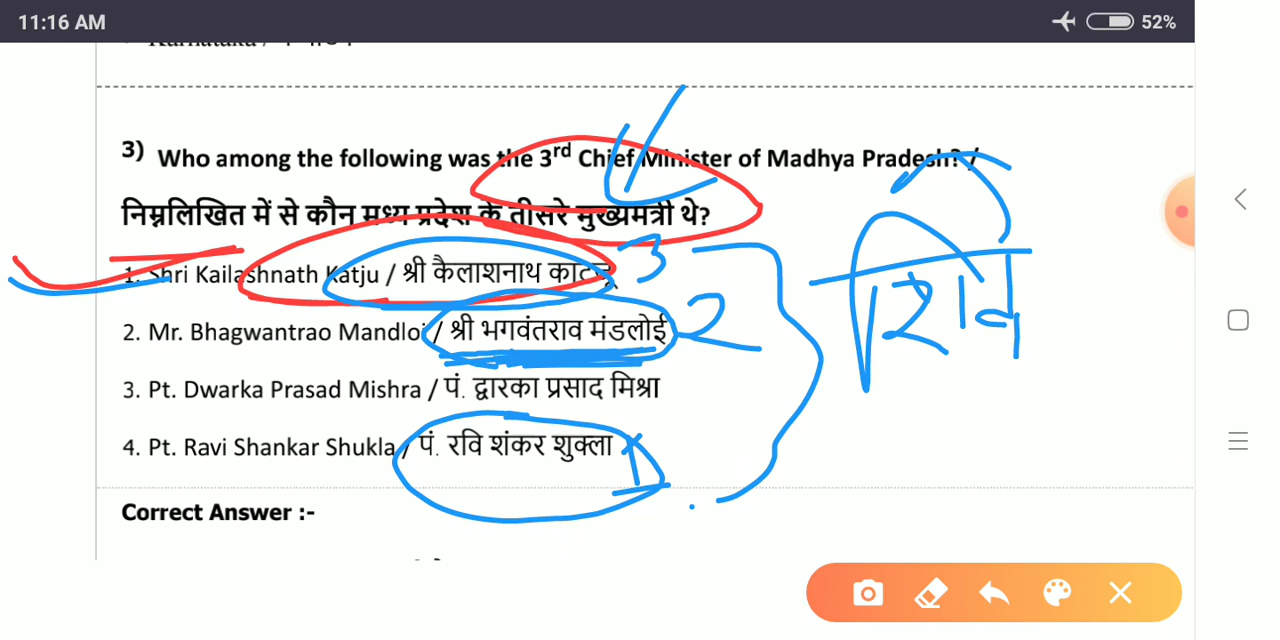 11:16 AM
52%
3) Who among the following was the 3rd Chief Minister of Madhya Pradesh? /
निम्नलिखित में से कौन मध्य प्रदेश के तीसरे मुख्यमंत्री थे?
1. Shri Kailashnath Katju / श्री कैलाशनाथ काटजू 3
2. Mr. Bhagwantrao Mandloi / श्री भगवंतराव मंडलोई 2
3. Pt. Dwarka Prasad Mishra / पं. द्वारका प्रसाद मिश्रा
4. Pt. Ravi Shankar Shukla / पं. रवि शंकर शुक्ला 1
Correct Answer :-